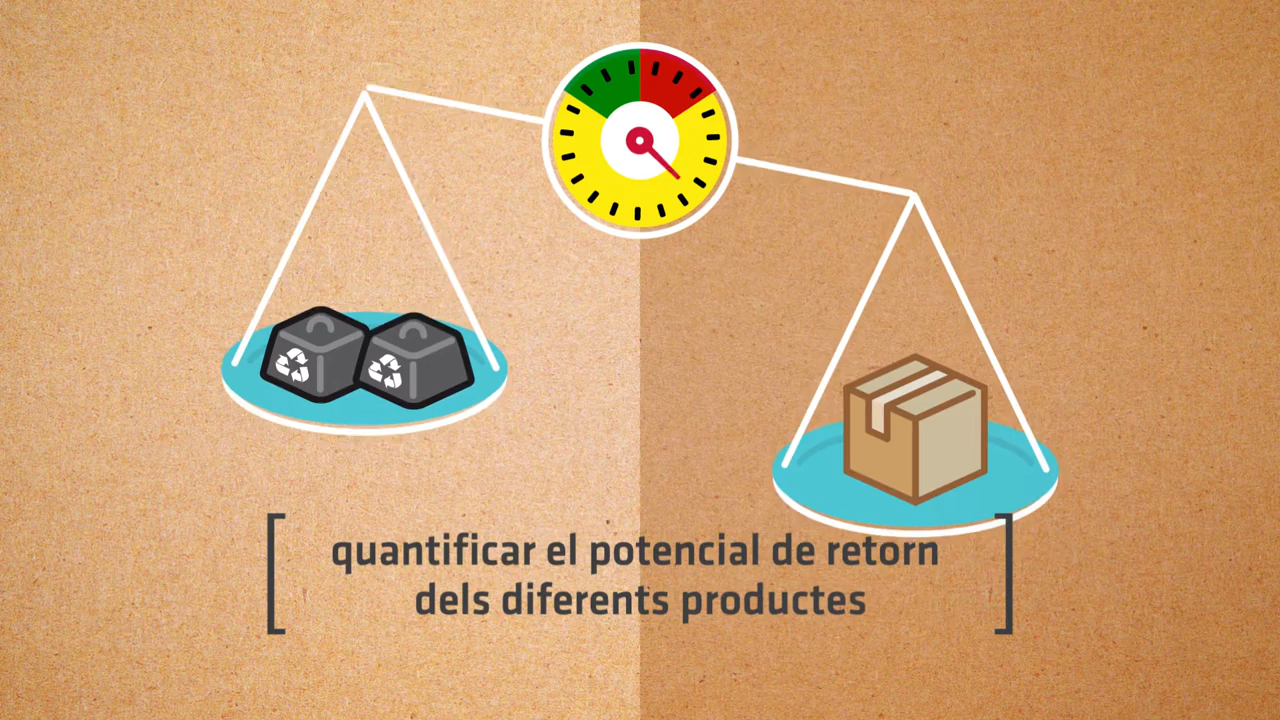 quantificar el potencial de retorn
dels diferents productes